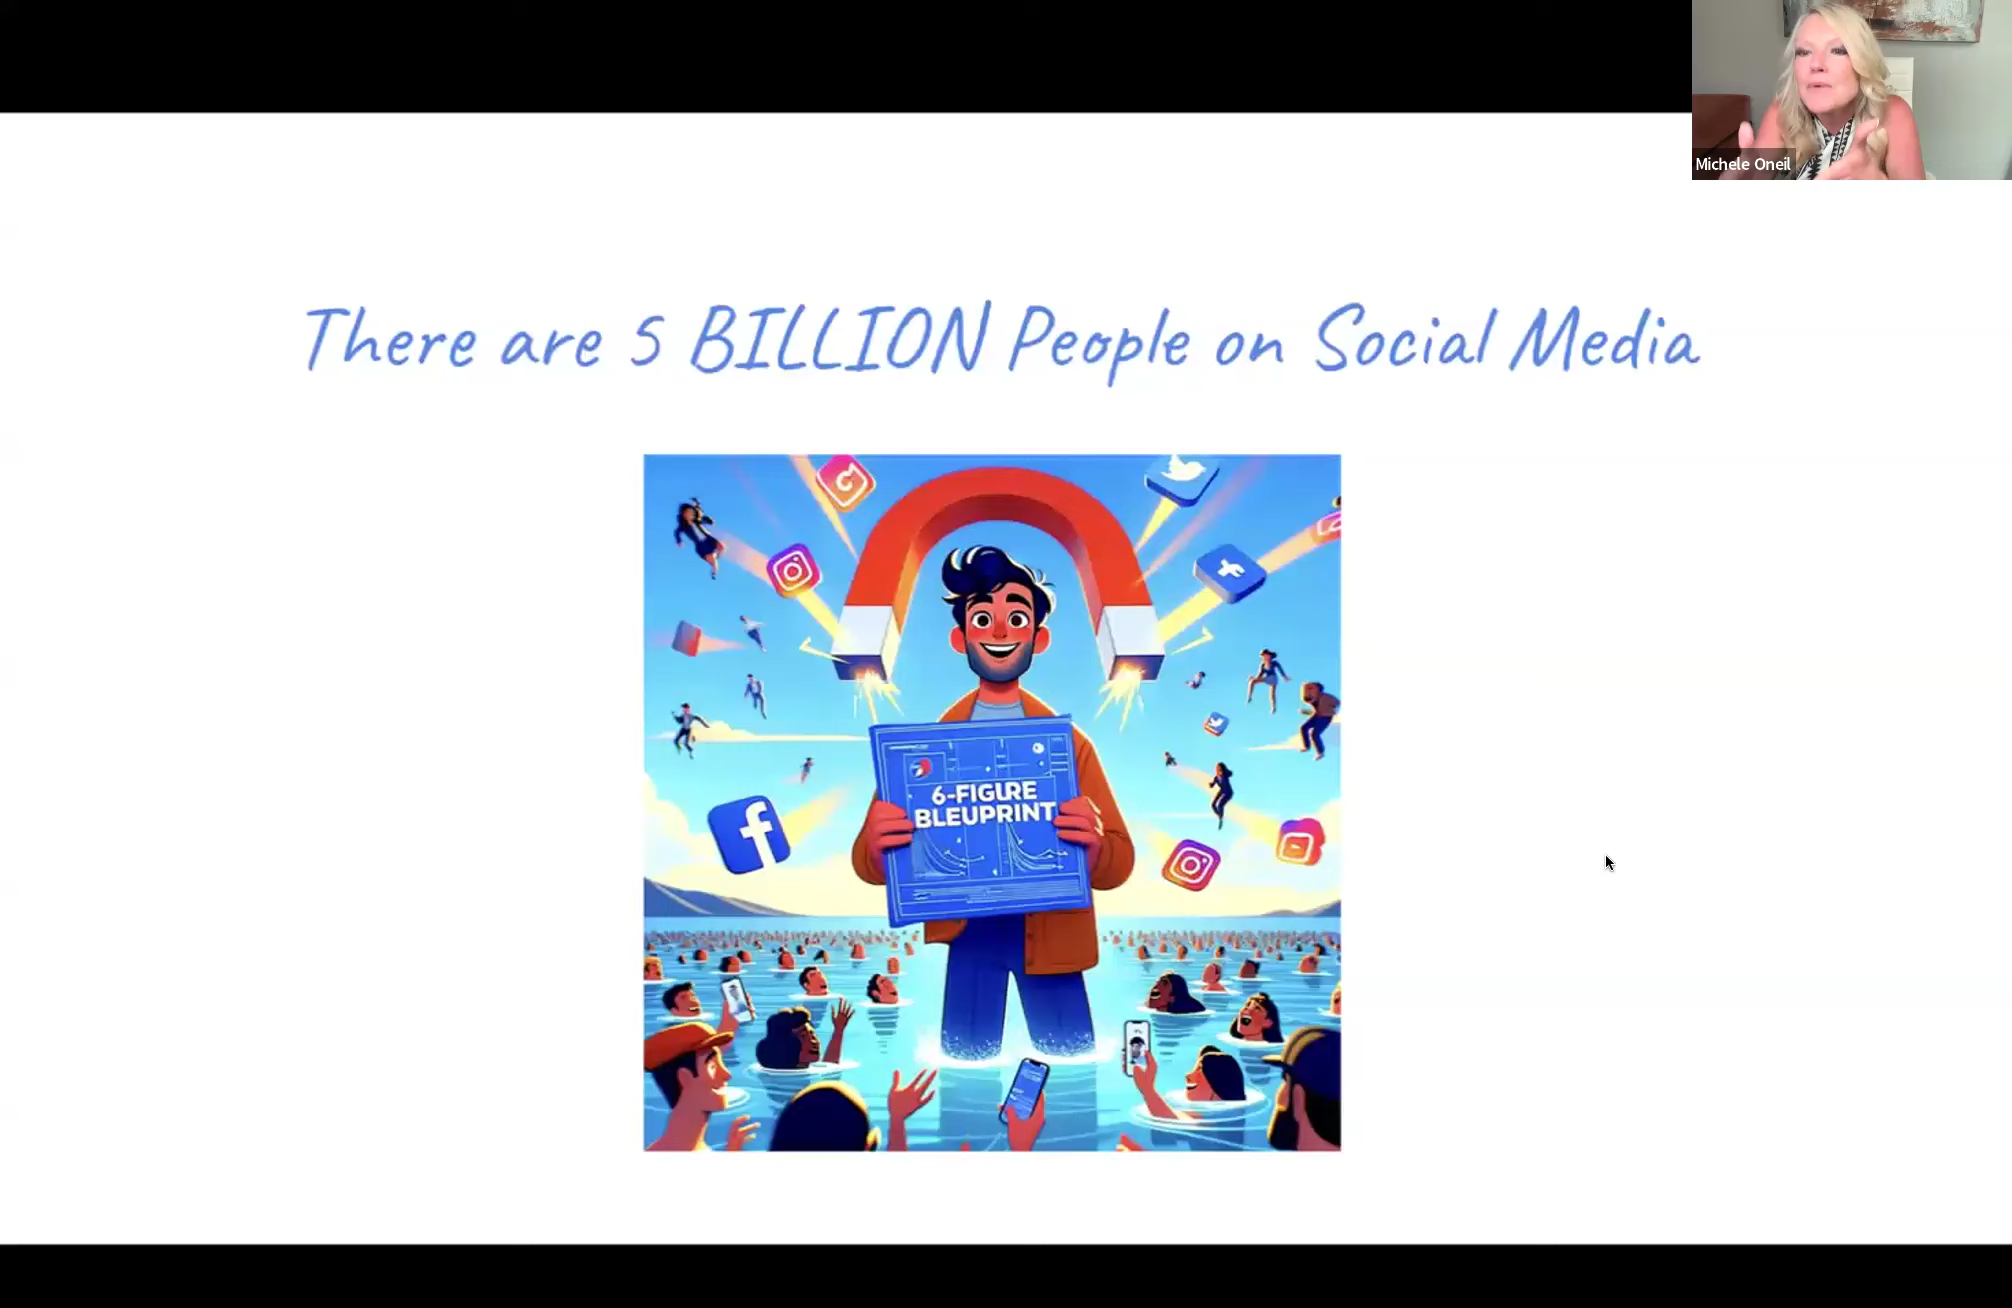 Michele Oneil
There are 5 BILLION People on Social Media
6-FIGURE
BLEUPRINT